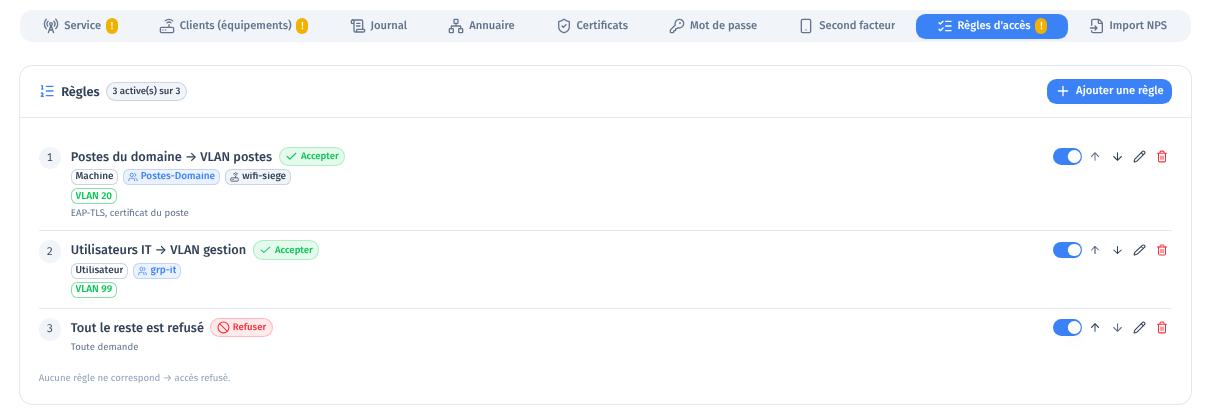 Service ! Clients (équipements) ! Journal Annuaire Certificats Mot de passe Second facteur Règles d'accès ! Import NPS
Règles 3 active(s) sur 3 Ajouter une règle
1 Postes du domaine → VLAN postes Accepter
Machine Postes-Domaine wifi-siege
VLAN 20
EAP-TLS, certificat du poste
2 Utilisateurs IT → VLAN gestion Accepter
Utilisateur grp-it
VLAN 99
3 Tout le reste est refusé Refuser
Toute demande
Aucune règle ne correspond → accès refusé.